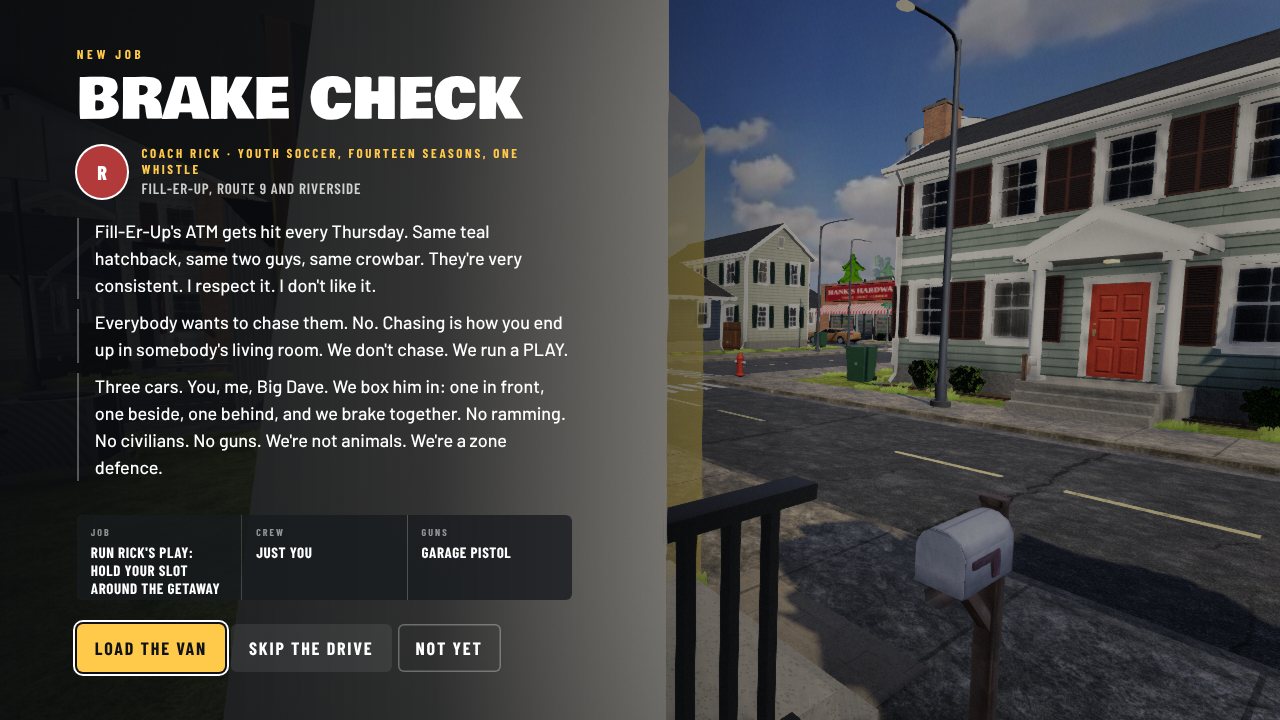 NEW JOB
BRAKE CHECK
R
COACH RICK · YOUTH SOCCER, FOURTEEN SEASONS, ONE
WHISTLE
FILL-ER-UP, ROUTE 9 AND RIVERSIDE
Fill-Er-Up's ATM gets hit every Thursday. Same teal
hatchback, same two guys, same crowbar. They're very
consistent. I respect it. I don't like it.
Everybody wants to chase them. No. Chasing is how you end
up in somebody's living room. We don't chase. We run a PLAY.
Three cars. You, me, Big Dave. We box him in: one in front,
one beside, one behind, and we brake together. No ramming.
No civilians. No guns. We're not animals. We're a zone
defence.
JOB
RUN RICK'S PLAY:
HOLD YOUR SLOT
AROUND THE GETAWAY
CREW
JUST YOU
GUNS
GARAGE PISTOL
LOAD THE VAN
SKIP THE DRIVE
NOT YET
HANK'S HARDWA